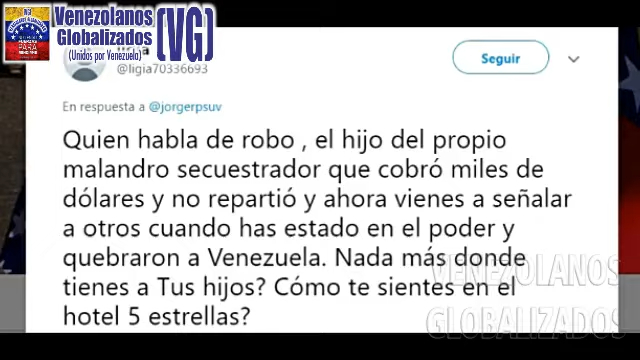 Venezolanos
Globalizados
(Unidos por Venezuela)
(VG)
@ligia70336693
Seguir
En respuesta a @jorgerpsuv
Quien habla de robo , el hijo del propio
malandro secuestrador que cobró miles de
dólares y no repartió y ahora vienes a señalar
a otros cuando has estado en el poder y
quebraron a Venezuela. Nada más donde
tienes a Tus hijos? Cómo te sientes en el
hotel 5 estrellas?
VENEZOLANOS
GLOBALIZADOS